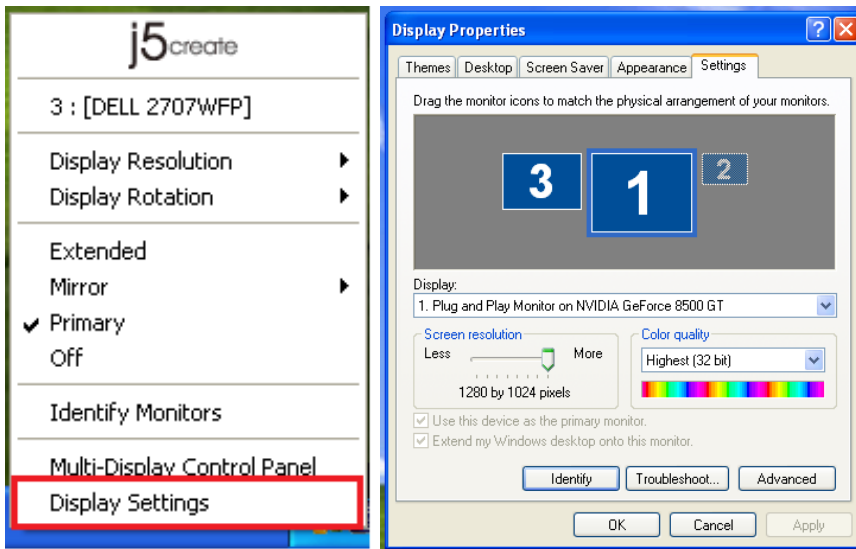 j5create
3 : [DELL 2707WFP]
Display Resolution
Display Rotation
Extended
Mirror
Primary
Off
Identify Monitors
Multi-Display Control Panel
Display Settings
Display Properties
Themes Desktop Screen Saver Appearance Settings
Drag the monitor icons to match the physical arrangement of your monitors.
3 1 2
Display:
1. Plug and Play Monitor on NVIDIA GeForce 8500 GT
Screen resolution Color quality
Less More Highest (32 bit)
1280 by 1024 pixels
Use this device as the primary monitor.
Extend my Windows desktop onto this monitor.
Identify Troubleshoot... Advanced
OK Cancel Apply